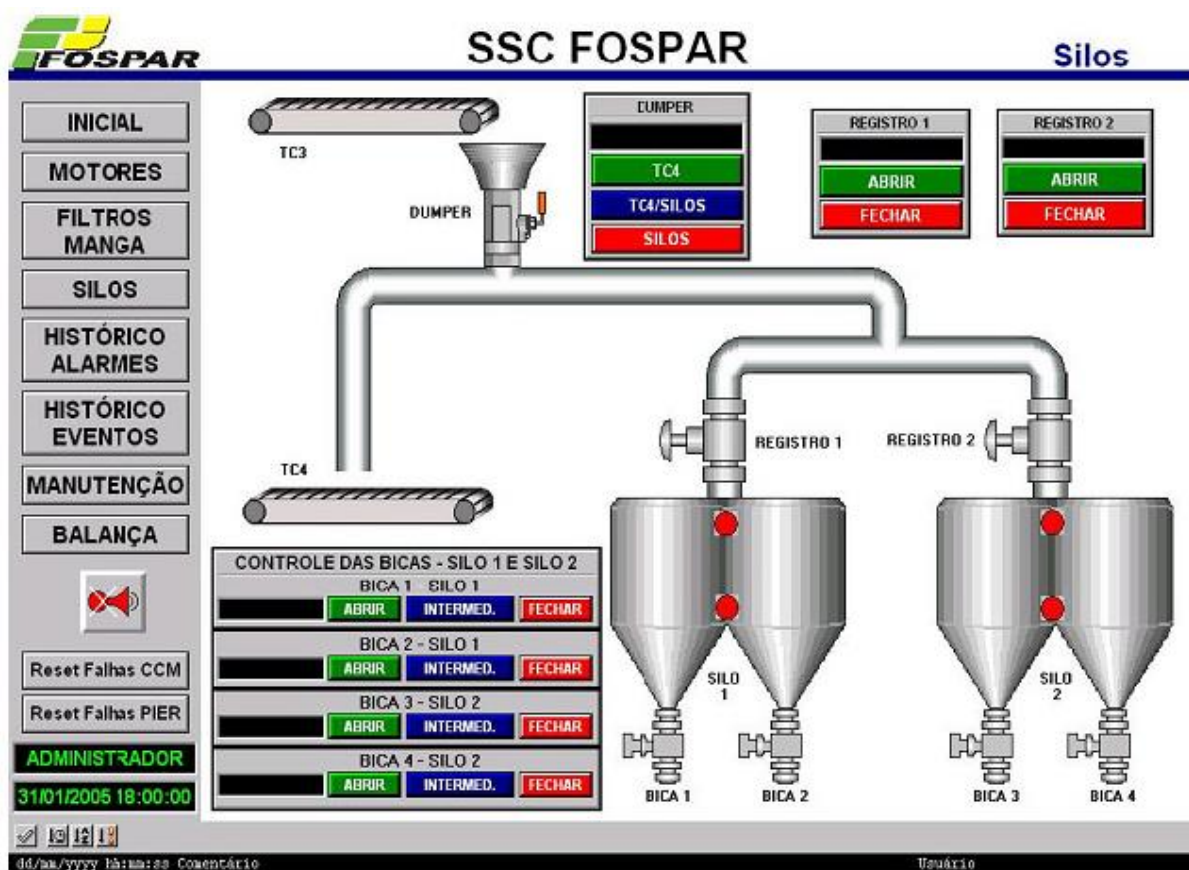 FOSPAR
SSC FOSPAR
Silos
INICIAL
MOTORES
FILTROS
MANGA
SILOS
HISTÓRICO
ALARMES
HISTÓRICO
EVENTOS
MANUTENÇÃO
BALANÇA
Reset Falhas CCM
Reset Falhas PIER
ADMINISTRADOR
31/01/2005 18:00:00
TC3
DUMPER
DUMPER
TC4
TC4/SILOS
SILOS
REGISTRO 1
ABRIR
FECHAR
REGISTRO 2
ABRIR
FECHAR
REGISTRO 1
REGISTRO 2
TC4
CONTROLE DAS BICAS - SILO 1 E SILO 2
BICA 1 - SILO 1
ABRIR INTERMED. FECHAR
BICA 2 - SILO 1
ABRIR INTERMED. FECHAR
BICA 3 - SILO 2
ABRIR INTERMED. FECHAR
BICA 4 - SILO 2
ABRIR INTERMED. FECHAR
SILO
1
SILO
2
BICA 1
BICA 2
BICA 3
BICA 4
dd/mm/yyyy hh:mm:ss Comentário
Usuário